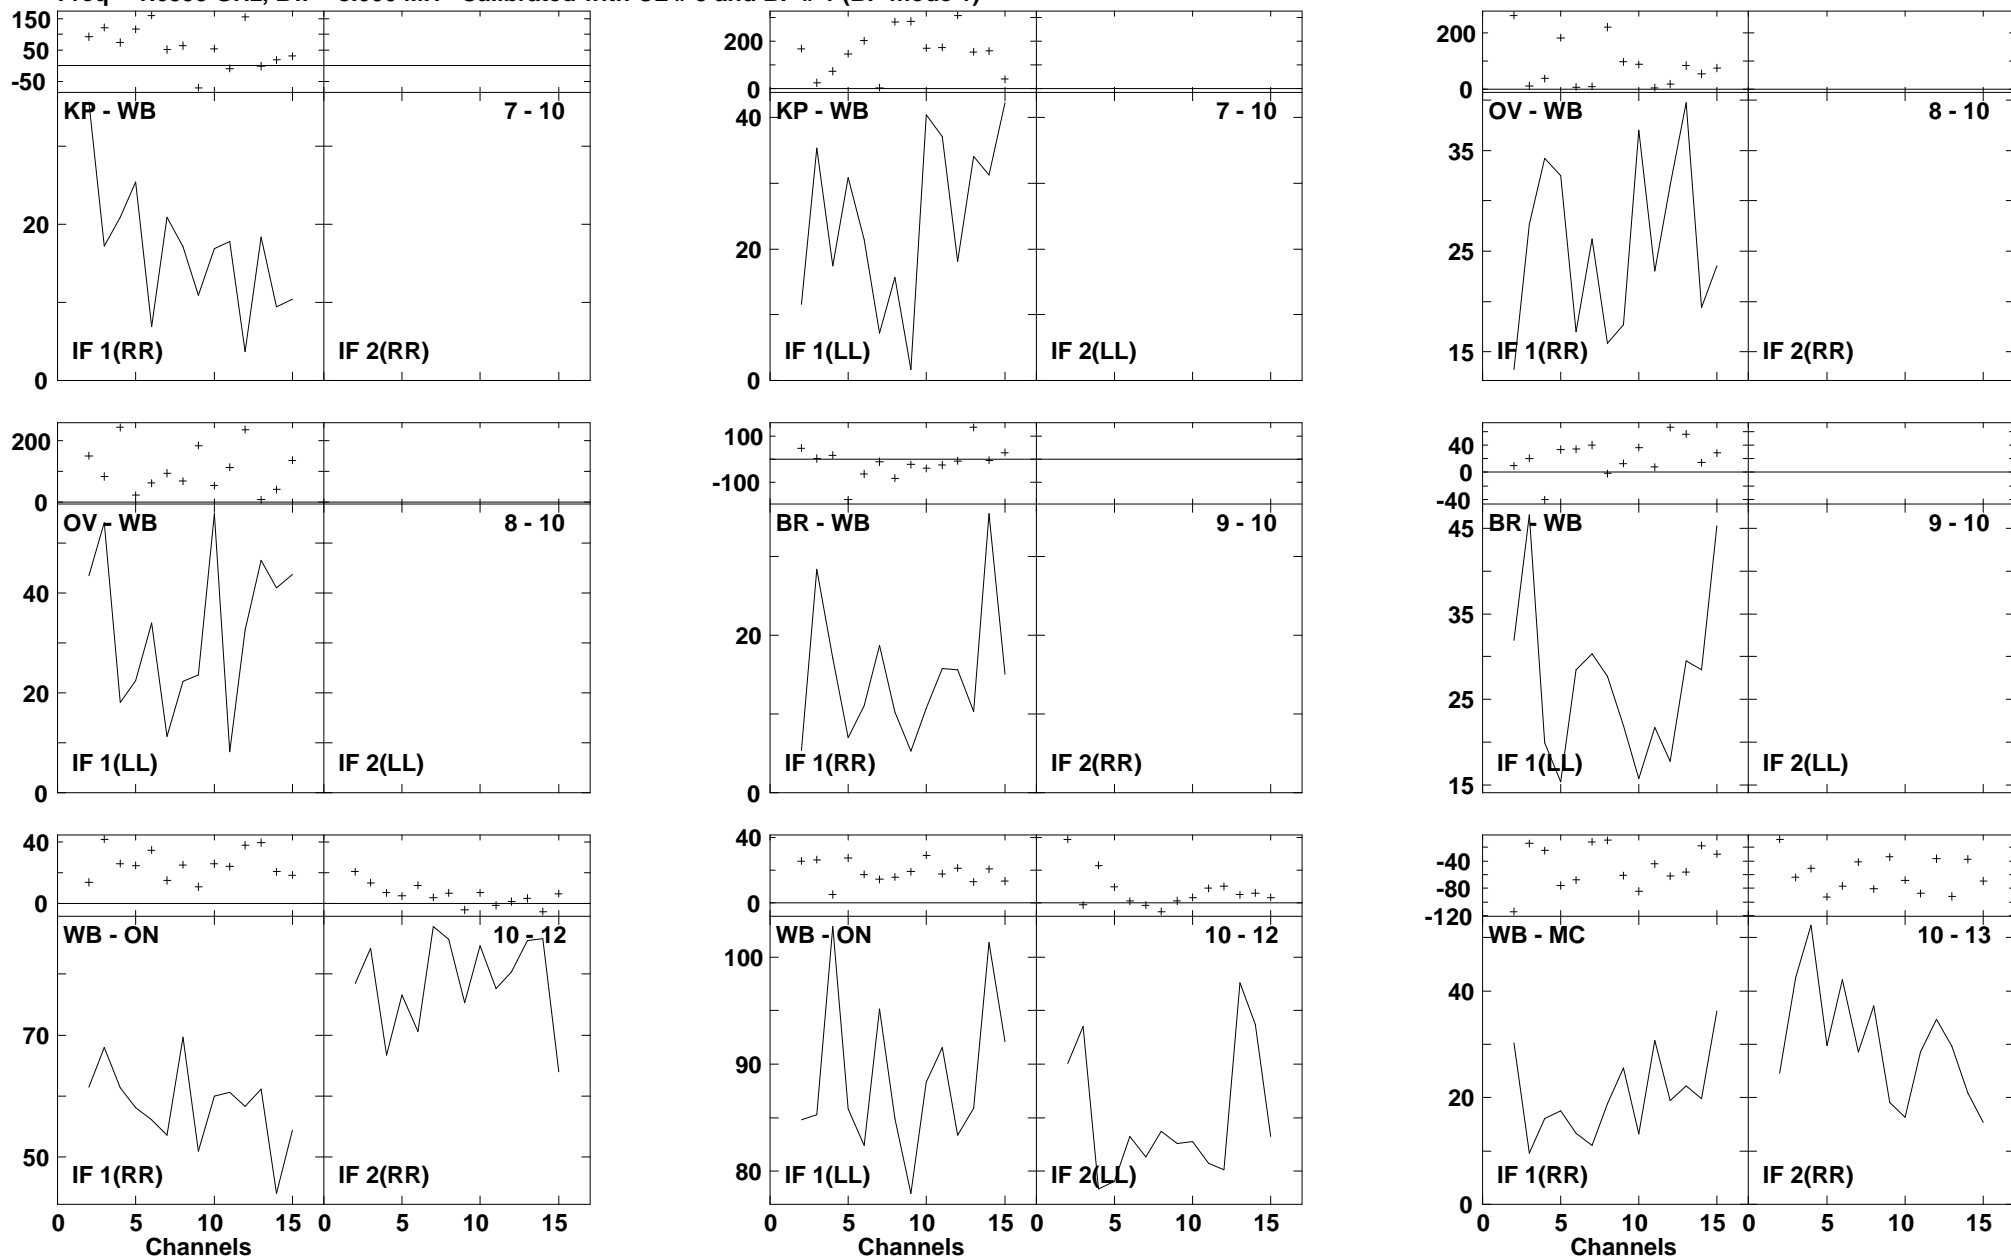 150
50
-50
KP - WB
7 - 10
20
0
IF 1(RR)
IF 2(RR)
200
0
KP - WB
7 - 10
40
20
0
IF 1(LL)
IF 2(LL)
200
0
OV - WB
8 - 10
35
25
15
IF 1(RR)
IF 2(RR)
200
0
OV - WB
8 - 10
40
20
0
IF 1(LL)
IF 2(LL)
100
-100
BR - WB
9 - 10
20
0
IF 1(RR)
IF 2(RR)
40
0
-40
BR - WB
9 - 10
45
35
25
15
IF 1(LL)
IF 2(LL)
40
0
WB - ON
10 - 12
70
50
IF 1(RR)
IF 2(RR)
0 5 10 15 0 5 10 15
Channels
40
0
WB - ON
10 - 12
100
90
80
IF 1(LL)
IF 2(LL)
0 5 10 15 0 5 10 15
Channels
-40
-80
-120
WB - MC
10 - 13
40
20
0
IF 1(RR)
IF 2(RR)
0 5 10 15 0 5 10 15
Channels